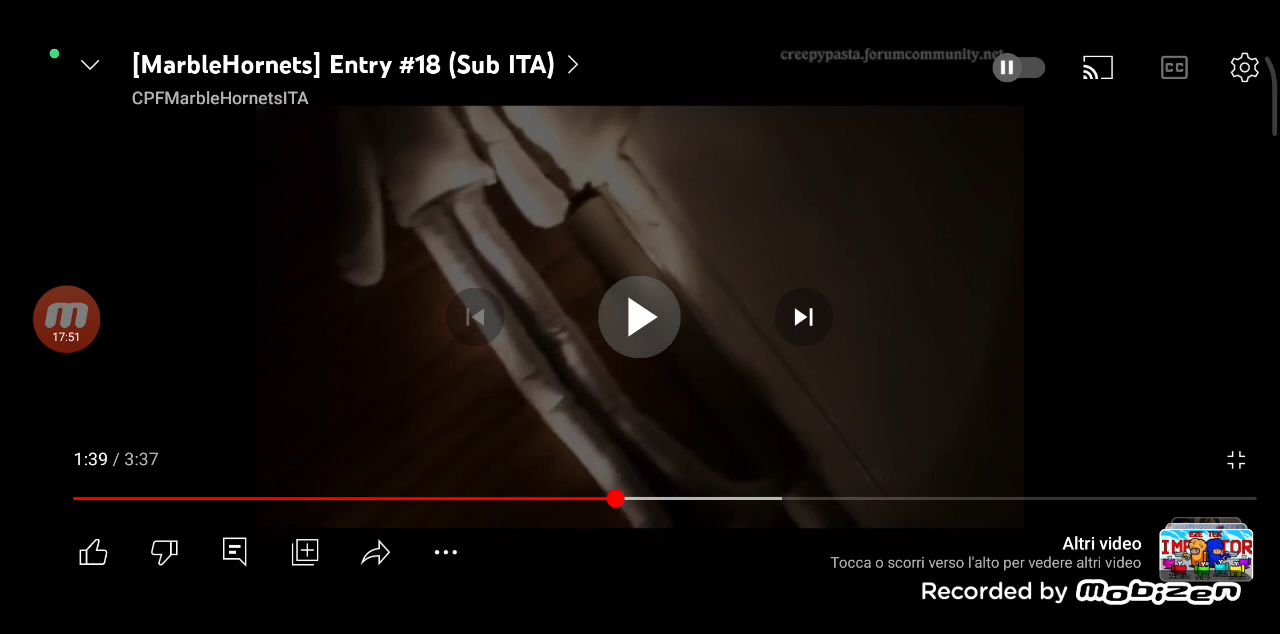 [MarbleHornets] Entry #18 (Sub ITA)
creepypasta.forumcommunity.net
CPFMarbleHornetsITA
CC
m
17:51
1:39 / 3:37
Altri video
Tocca o scorri verso l'alto per vedere altri video
Recorded by mobizen